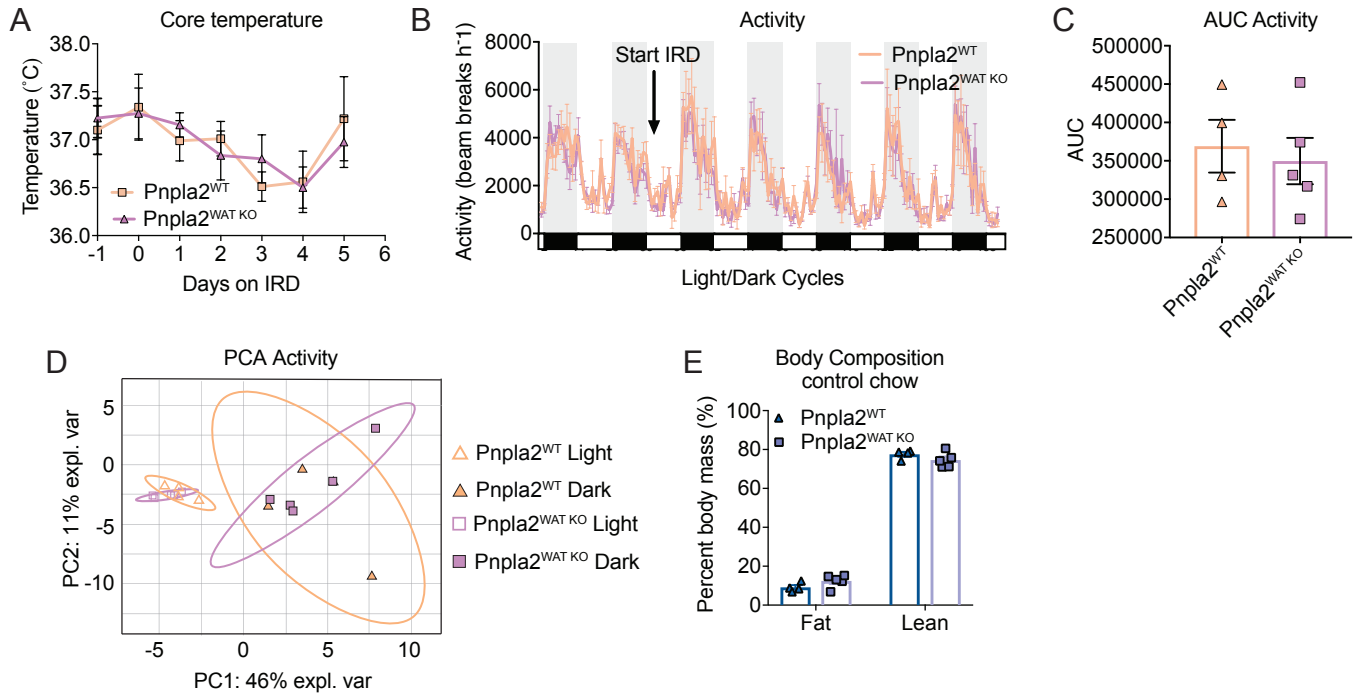 A
Core temperature
38.0
37.5
37.0
36.5
36.0
Temperature (˚C)
Pnpla2WT
Pnpla2WAT KO
-1 0 1 2 3 4 5 6
Days on IRD
B
Activity
8000
6000
4000
2000
0
Activity (beam breaks h-1)
Start IRD
Pnpla2WT
Pnpla2WAT KO
Light/Dark Cycles
C
AUC Activity
500000
450000
400000
350000
300000
250000
AUC
Pnpla2WT
Pnpla2WAT KO
D
PCA Activity
5
0
-5
-10
PC2: 11% expl. var
-5 0 5 10
PC1: 46% expl. var
Pnpla2WT Light
Pnpla2WT Dark
Pnpla2WAT KO Light
Pnpla2WAT KO Dark
E
Body Composition
control chow
100
80
60
40
20
0
Percent body mass (%)
Pnpla2WT
Pnpla2WAT KO
Fat Lean